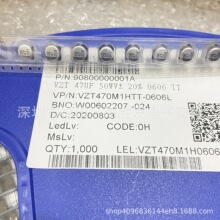 P/N:90800000001A
VZT 47UF 50WV± 20% 0606 TT
VP/N:VZT470M1HTT-0606L
BNO:W00602207 -024
D/C:20200803
LedLv: CODE:0H
MsLv:
QTY:1,000 LEL:VZT470M1H0606
shop4096836144eh8.1688.com